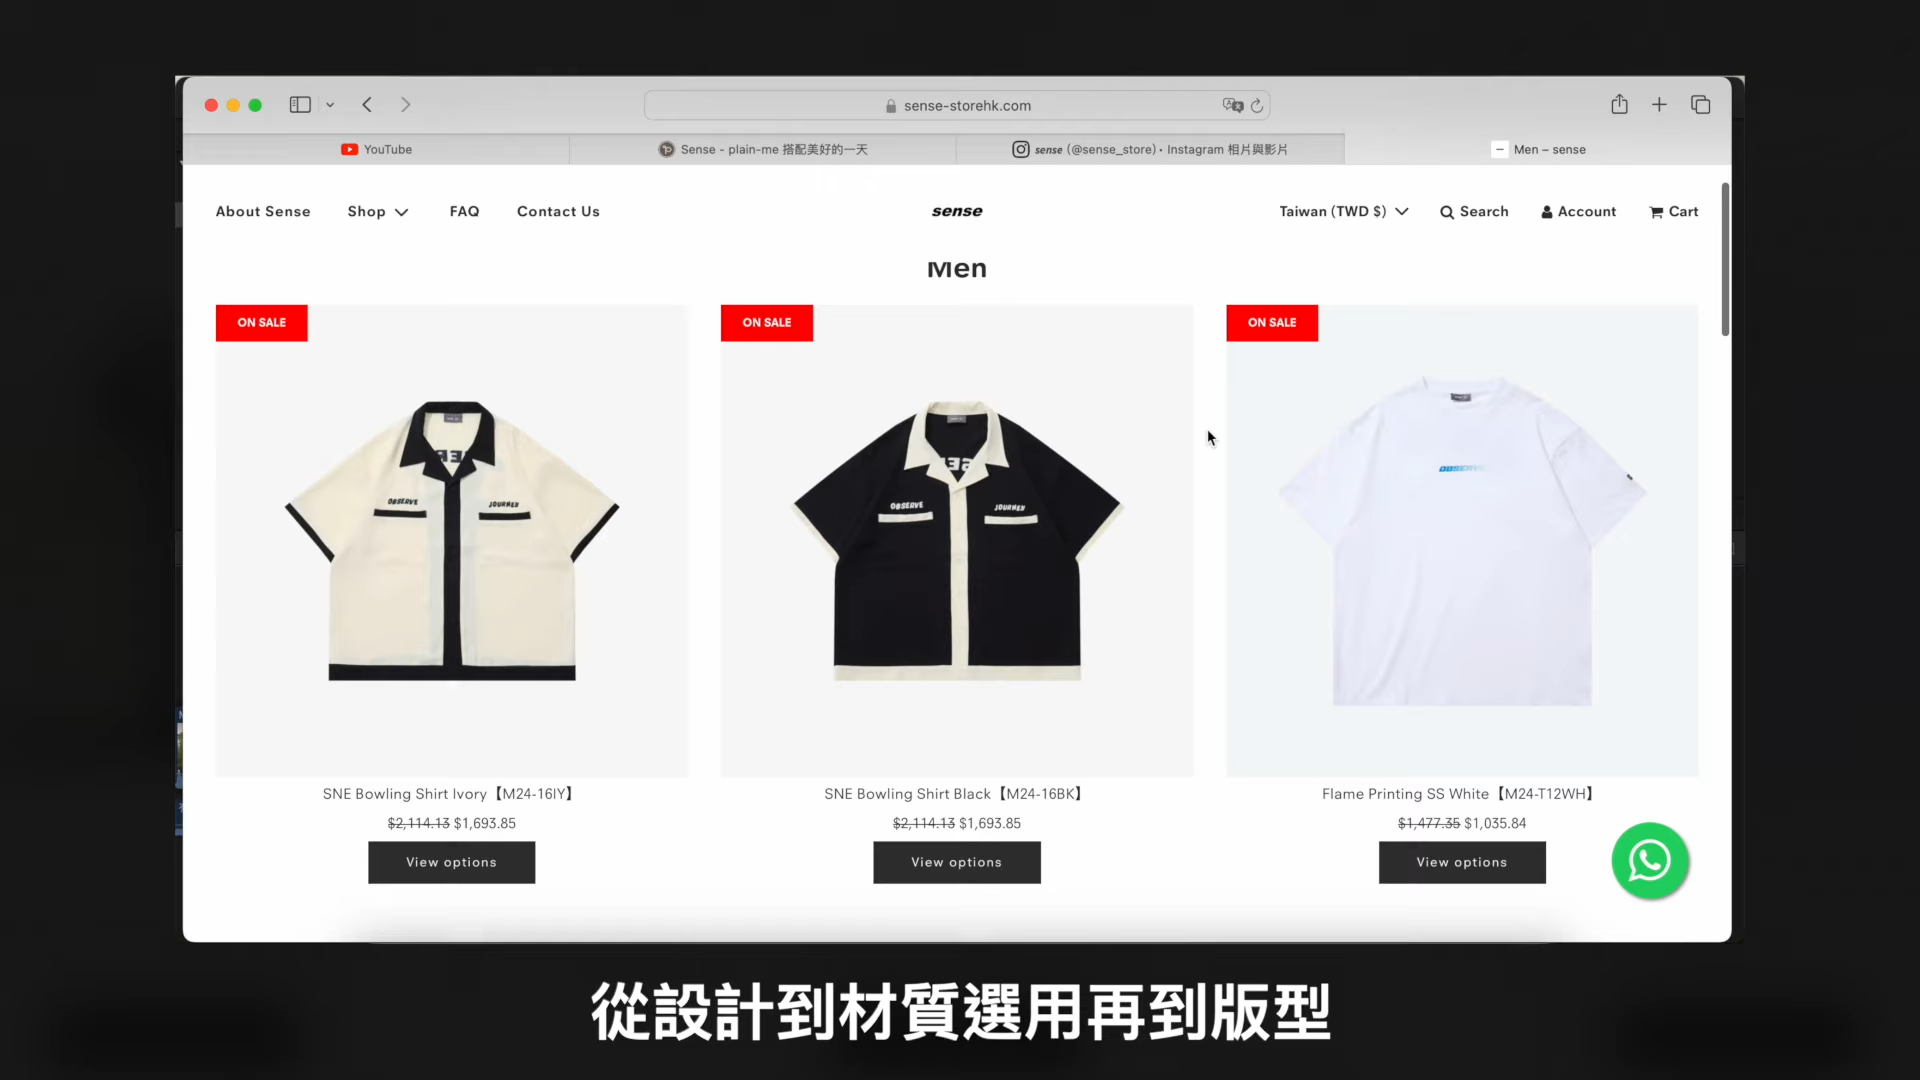 sense-storehk.com
YouTube
Sense - plain-me 搭配美好的一天
sense (@sense_store) • Instagram 相片與影片
Men – sense
About Sense
Shop
FAQ
Contact Us
sense
Taiwan (TWD $)
Search
Account
Cart
Men
ON SALE
ON SALE
ON SALE
OBSERVE
JOURNEY
OBSERVE
JOURNEY
OBSERVE
SNE Bowling Shirt Ivory【M24-16IY】
SNE Bowling Shirt Black【M24-16BK】
Flame Printing SS White【M24-T12WH】
$2,114.13 $1,693.85
$2,114.13 $1,693.85
$1,477.35 $1,035.84
View options
View options
View options
從設計到材質選用再到版型